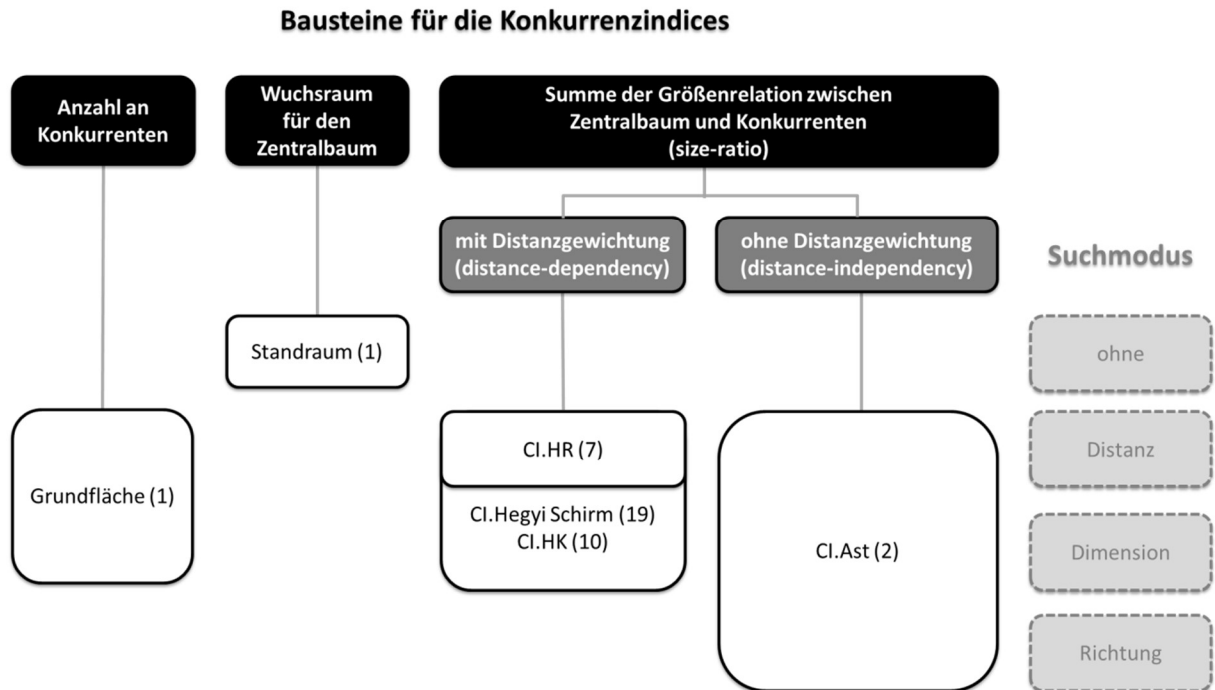 Bausteine für die Konkurrenzindices
Anzahl an
Konkurrenten
Wuchsraum
für den
Zentralbaum
Summe der Größenrelation zwischen
Zentralbaum und Konkurrenten
(size-ratio)
mit Distanzgewichtung
(distance-dependency)
ohne Distanzgewichtung
(distance-independency)
Suchmodus
Standraum (1)
ohne
Grundfläche (1)
CI.HR (7)
CI.Hegyi Schirm (19)
CI.HK (10)
CI.Ast (2)
Distanz
Dimension
Richtung